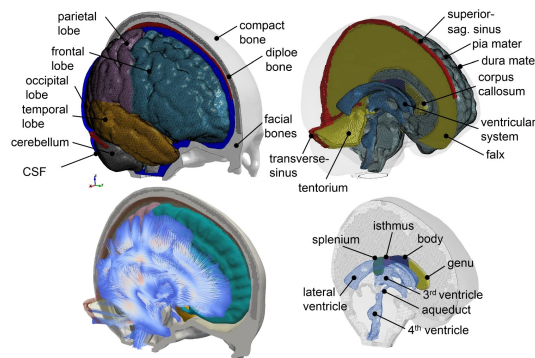 parietal
lobe
frontal
lobe
occipital
lobe
temporal
lobe
cerebellum
CSF
compact
bone
diploe
bone
facial
bones
superior-
sag. sinus
pia mater
dura mate
corpus
callosum
ventricular
system
falx
transverse-
sinus
tentorium
splenium
isthmus
body
genu
lateral
ventricle
3rd ventricle
aqueduct
4th ventricle